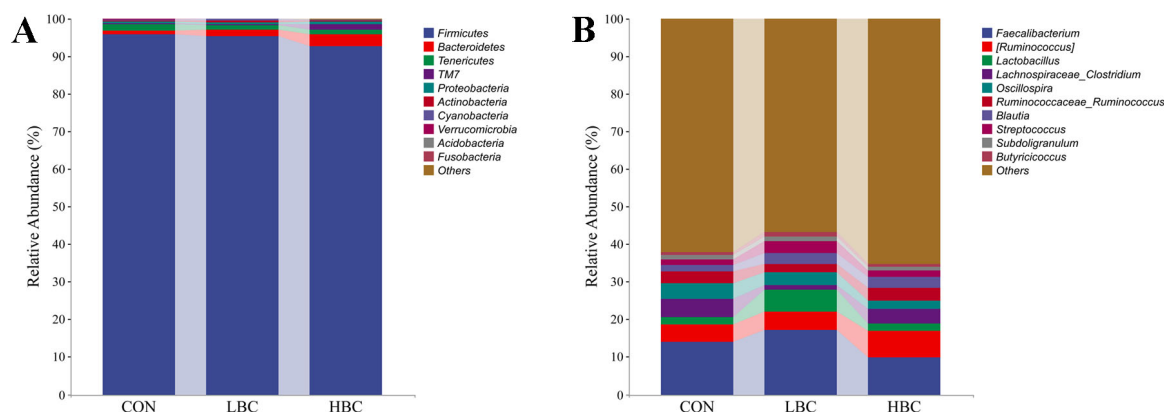 A
Relative Abundance (%)
100
90
80
70
60
50
40
30
20
10
0
CON LBC HBC
Firmicutes
Bacteroidetes
Tenericutes
TM7
Proteobacteria
Actinobacteria
Cyanobacteria
Verrucomicrobia
Acidobacteria
Fusobacteria
Others
B
Relative Abundance (%)
100
90
80
70
60
50
40
30
20
10
0
CON LBC HBC
Faecalibacterium
[Ruminococcus]
Lactobacillus
Lachnospiraceae_Clostridium
Oscillospira
Ruminococcaceae_Ruminococcus
Blautia
Streptococcus
Subdoligranulum
Butyricicoccus
Others